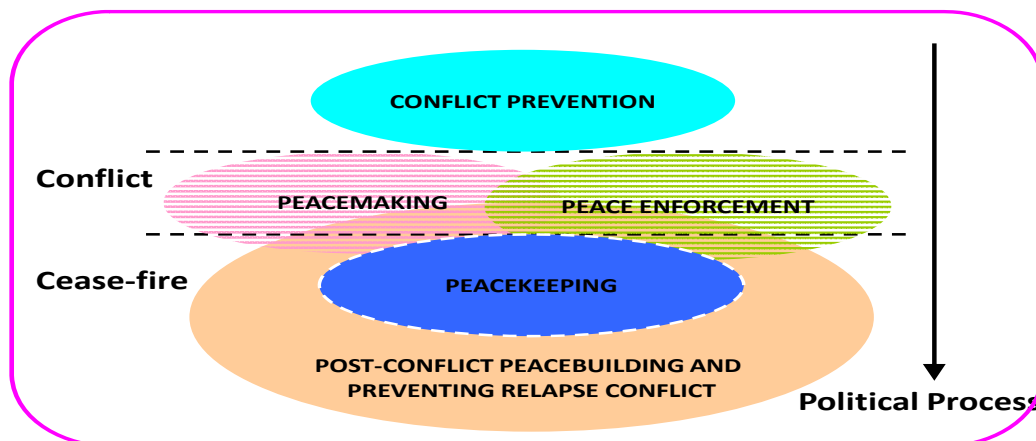 CONFLICT PREVENTION
Conflict
PEACEMAKING
PEACE ENFORCEMENT
Cease-fire
PEACEKEEPING
POST-CONFLICT PEACEBUILDING AND
PREVENTING RELAPSE CONFLICT
Political Process